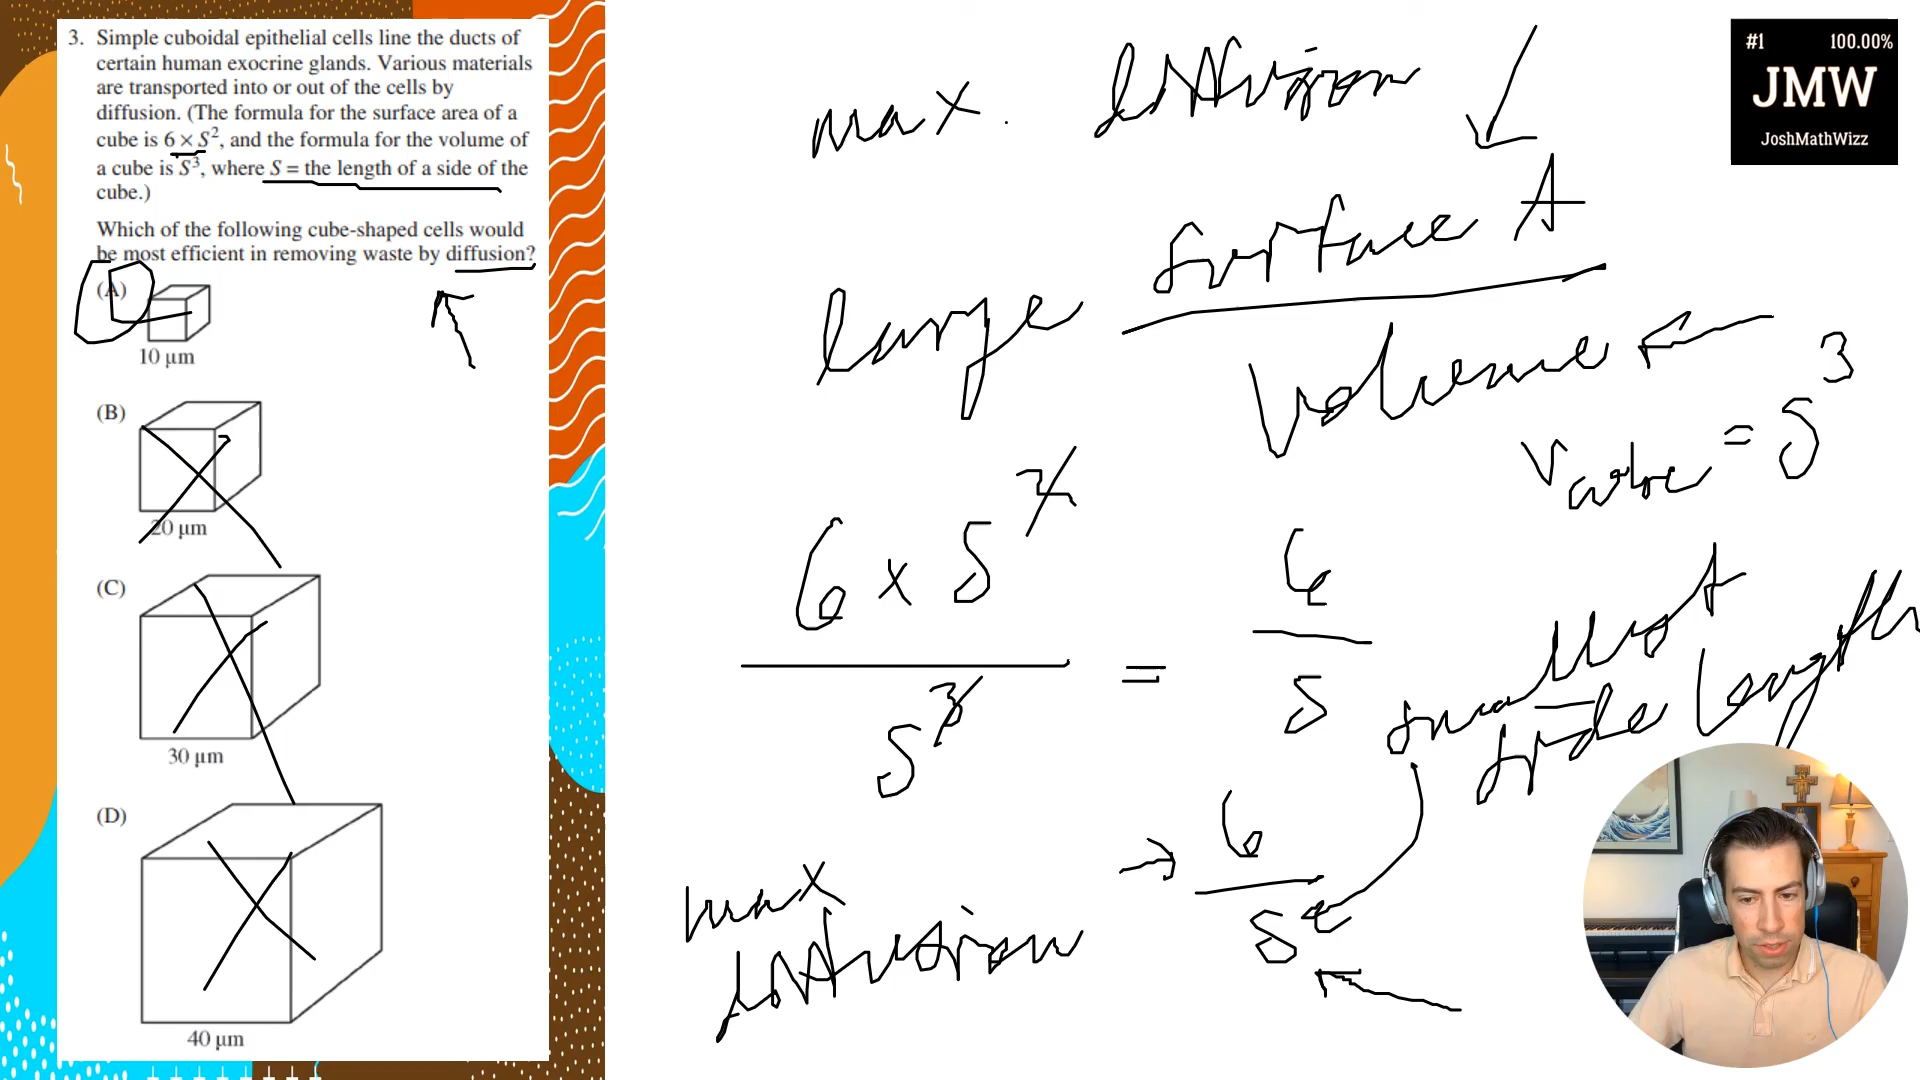 3. Simple cuboidal epithelial cells line the ducts of
certain human exocrine glands. Various materials
are transported into or out of the cells by
diffusion. (The formula for the surface area of a
cube is 6 × S², and the formula for the volume of
a cube is S³, where S = the length of a side of the
cube.)
Which of the following cube-shaped cells would
be most efficient in removing waste by diffusion?
(A)
10 µm
(B)
20 µm
(C)
30 µm
(D)
40 µm
max. diffusion
large surface A
volume
value = S³
6 × S²
S³
=
6
S
smallest
side length
max
diffusion
→ 6
S
#1 100.00%
JMW
JoshMathWizz